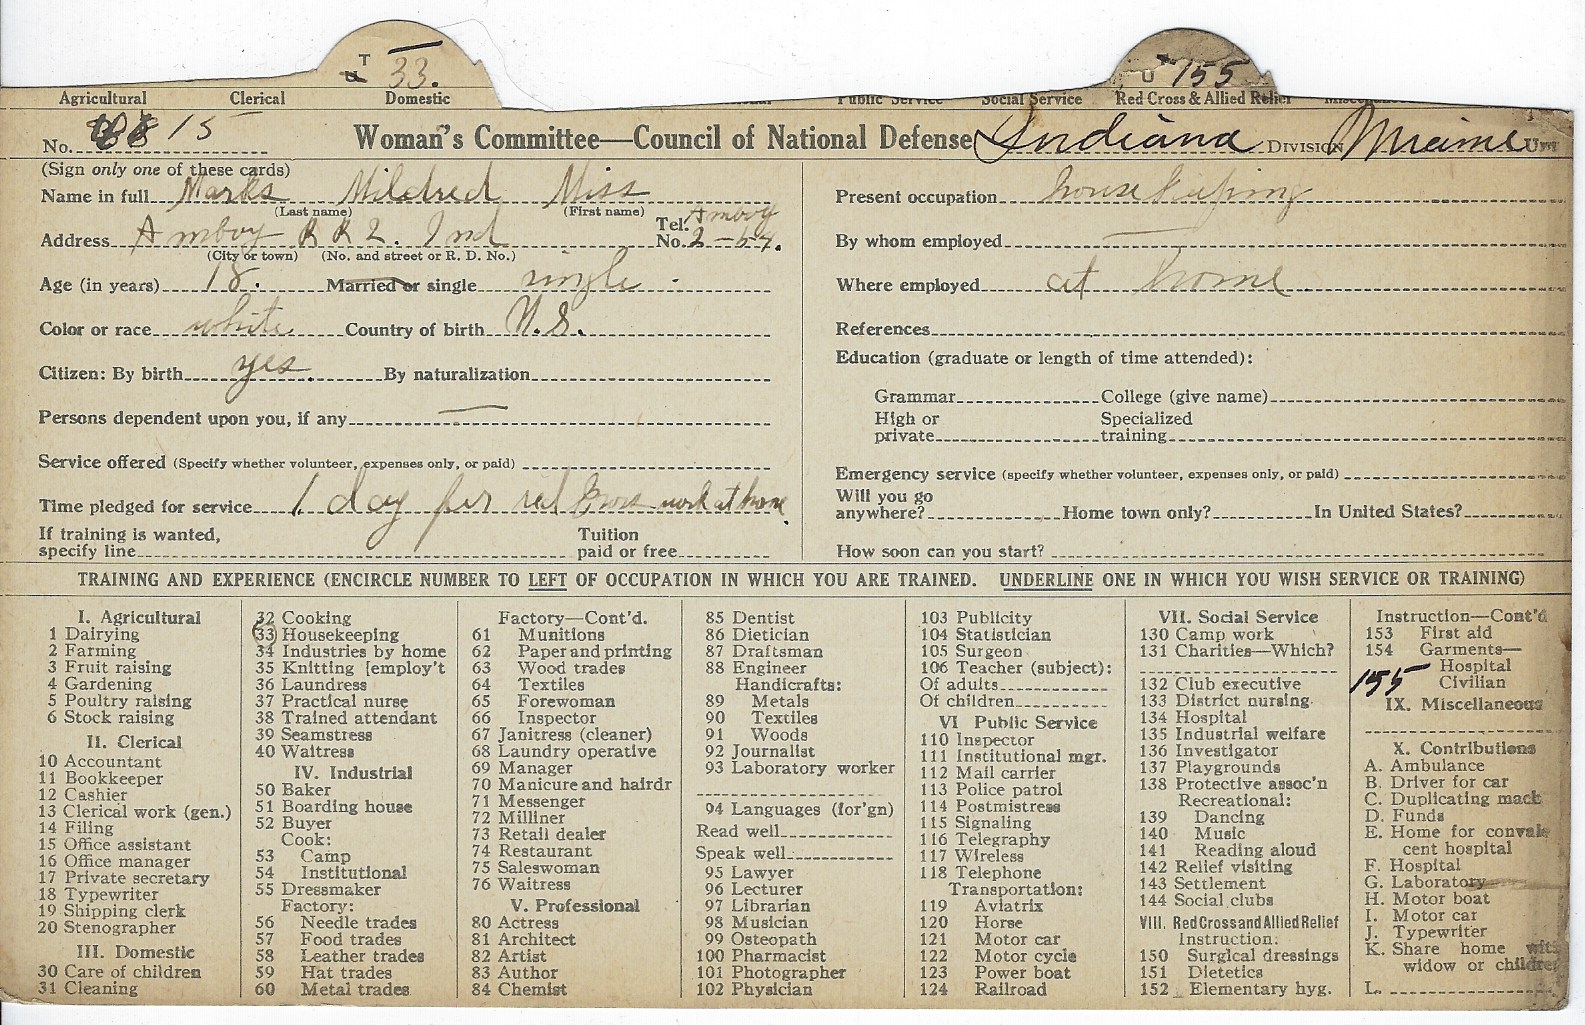 T
U 33.
U 155
Agricultural Clerical Domestic Public Service Social Service Red Cross & Allied Relief
No. 15 Woman's Committee—Council of National Defense Indiana DIVISION Miami
(Sign only one of these cards)
Name in full Marks Mildred Miss
(Last name) (First name)
Address Amboy R R 2. Ind Tel. No. Amboy 2-54.
(City or town) (No. and street or R. D. No.)
Age (in years) 18. Married or single single
Color or race white Country of birth U.S.
Citizen: By birth yes. By naturalization
Persons dependent upon you, if any —
Service offered (Specify whether volunteer, expenses only, or paid)
Time pledged for service 1 day for red Cross work at home
If training is wanted, specify line Tuition paid or free
Present occupation housekeeping
By whom employed —
Where employed at home
References
Education (graduate or length of time attended):
Grammar College (give name)
High or private Specialized training
Emergency service (specify whether volunteer, expenses only, or paid)
Will you go anywhere? Home town only? In United States?
How soon can you start?
TRAINING AND EXPERIENCE (ENCIRCLE NUMBER TO LEFT OF OCCUPATION IN WHICH YOU ARE TRAINED. UNDERLINE ONE IN WHICH YOU WISH SERVICE OR TRAINING)
I. Agricultural
1 Dairying
2 Farming
3 Fruit raising
4 Gardening
5 Poultry raising
6 Stock raising
II. Clerical
10 Accountant
11 Bookkeeper
12 Cashier
13 Clerical work (gen.)
14 Filing
15 Office assistant
16 Office manager
17 Private secretary
18 Typewriter
19 Shipping clerk
20 Stenographer
III. Domestic
30 Care of children
31 Cleaning
32 Cooking
33 Housekeeping
34 Industries by home
35 Knitting [employ't
36 Laundress
37 Practical nurse
38 Trained attendant
39 Seamstress
40 Waitress
IV. Industrial
50 Baker
51 Boarding house
52 Buyer
Cook:
53 Camp
54 Institutional
55 Dressmaker
Factory:
56 Needle trades
57 Food trades
58 Leather trades
59 Hat trades
60 Metal trades
Factory—Cont'd.
61 Munitions
62 Paper and printing
63 Wood trades
64 Textiles
65 Forewoman
66 Inspector
67 Janitress (cleaner)
68 Laundry operative
69 Manager
70 Manicure and hairdr
71 Messenger
72 Milliner
73 Retail dealer
74 Restaurant
75 Saleswoman
76 Waitress
V. Professional
80 Actress
81 Architect
82 Artist
83 Author
84 Chemist
85 Dentist
86 Dietician
87 Draftsman
88 Engineer
Handicrafts:
89 Metals
90 Textiles
91 Woods
92 Journalist
93 Laboratory worker
94 Languages (for'gn)
Read well
Speak well
95 Lawyer
96 Lecturer
97 Librarian
98 Musician
99 Osteopath
100 Pharmacist
101 Photographer
102 Physician
103 Publicity
104 Statistician
105 Surgeon
106 Teacher (subject):
Of adults
Of children
VI Public Service
110 Inspector
111 Institutional mgr.
112 Mail carrier
113 Police patrol
114 Postmistress
115 Signaling
116 Telegraphy
117 Wireless
118 Telephone
Transportation:
119 Aviatrix
120 Horse
121 Motor car
122 Motor cycle
123 Power boat
124 Railroad
VII. Social Service
130 Camp work
131 Charities—Which?
132 Club executive
133 District nursing
134 Hospital
135 Industrial welfare
136 Investigator
137 Playgrounds
138 Protective assoc'n
Recreational:
139 Dancing
140 Music
141 Reading aloud
142 Relief visiting
143 Settlement
144 Social clubs
VIII. Red Cross and Allied Relief
Instruction:
150 Surgical dressings
151 Dietetics
152 Elementary hyg.
Instruction—Cont'd
153 First aid
154 Garments—
Hospital
155 Civilian
IX. Miscellaneous
X. Contributions
A. Ambulance
B. Driver for car
C. Duplicating mach
D. Funds
E. Home for convales
cent hospital
F. Hospital
G. Laboratory
H. Motor boat
I. Motor car
J. Typewriter
K. Share home with
widow or children
L.